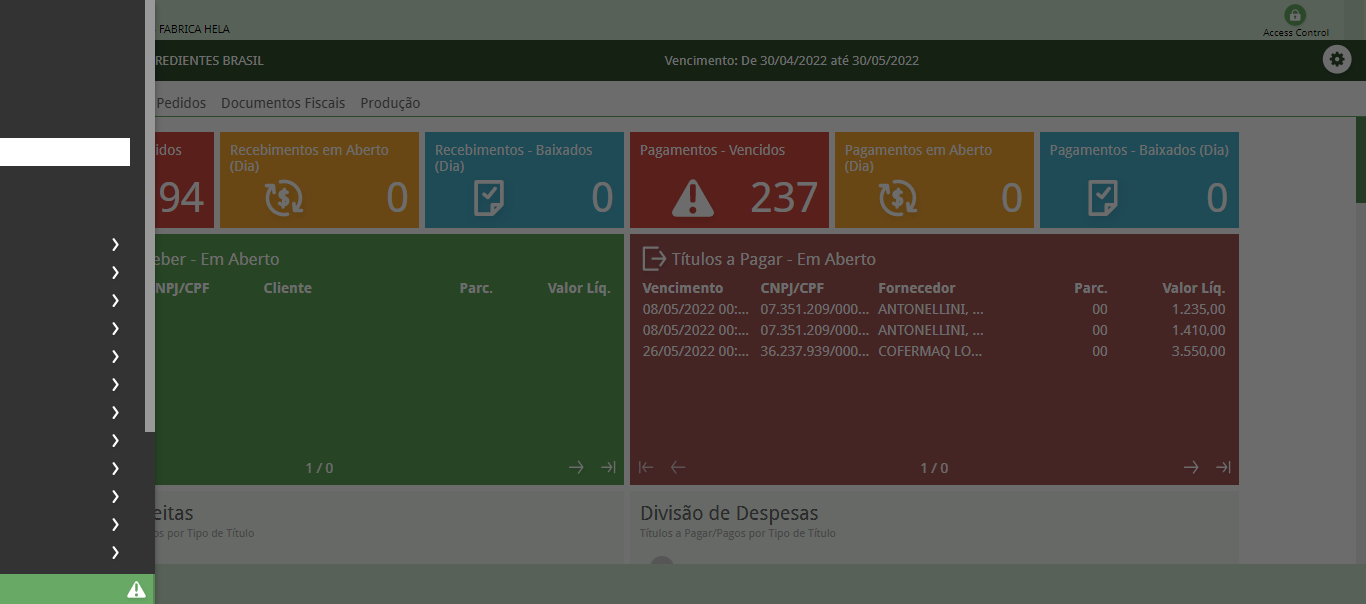 FABRICA HELA
Access Control
REDIENTES BRASIL
Vencimento: De 30/04/2022 até 30/05/2022
Pedidos Documentos Fiscais Produção
idos
94
Recebimentos em Aberto
(Dia)
0
Recebimentos - Baixados
(Dia)
0
Pagamentos - Vencidos
237
Pagamentos em Aberto
(Dia)
0
Pagamentos - Baixados (Dia)
0
eber - Em Aberto
NPJ/CPF Cliente Parc. Valor Líq.
1 / 0
Títulos a Pagar - Em Aberto
Vencimento CNPJ/CPF Fornecedor Parc. Valor Líq.
08/05/2022 00:... 07.351.209/000... ANTONELLINI, ... 00 1.235,00
08/05/2022 00:... 07.351.209/000... ANTONELLINI, ... 00 1.410,00
26/05/2022 00:... 36.237.939/000... COFERMAQ LO... 00 3.550,00
1 / 0
eitas
os por Tipo de Título
Divisão de Despesas
Títulos a Pagar/Pagos por Tipo de Título